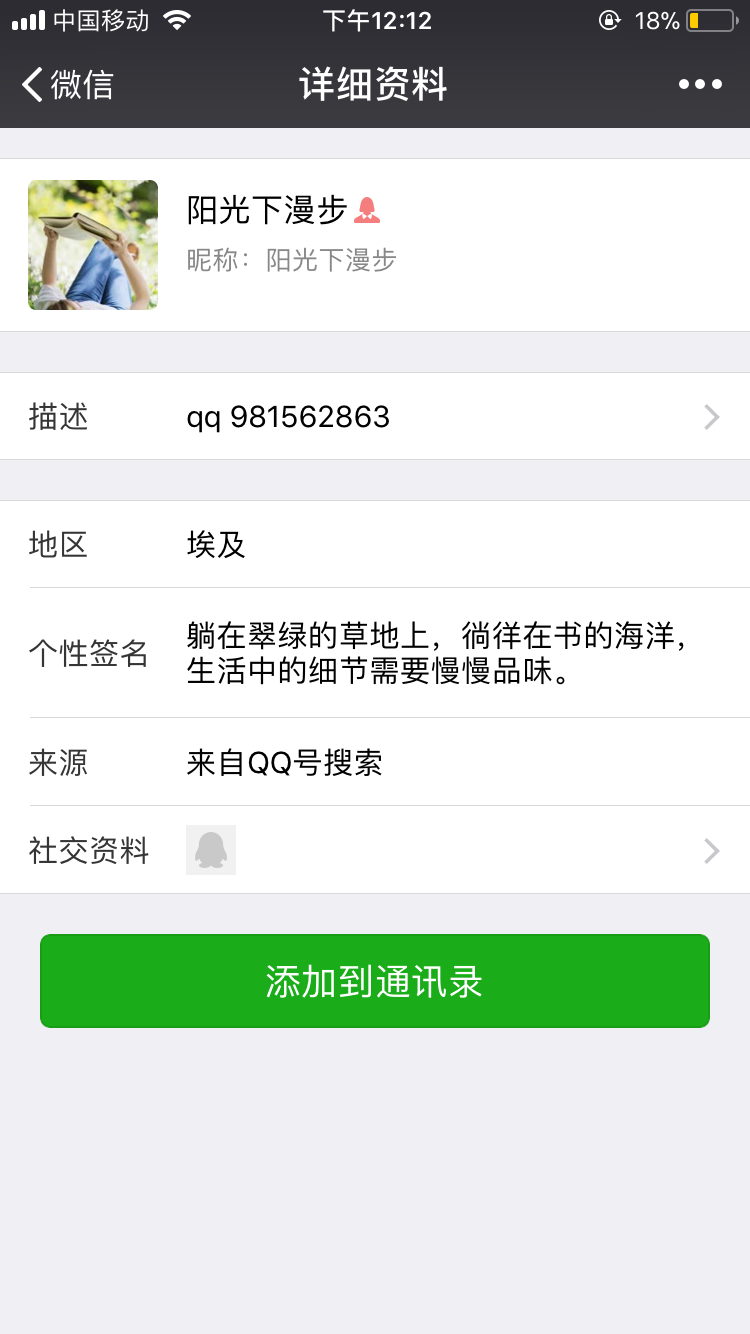 中国移动 下午12:12 18%
微信 详细资料
阳光下漫步
昵称：阳光下漫步
描述 qq 981562863
地区 埃及
个性签名 躺在翠绿的草地上，徜徉在书的海洋，
生活中的细节需要慢慢品味。
来源 来自QQ号搜索
社交资料
添加到通讯录